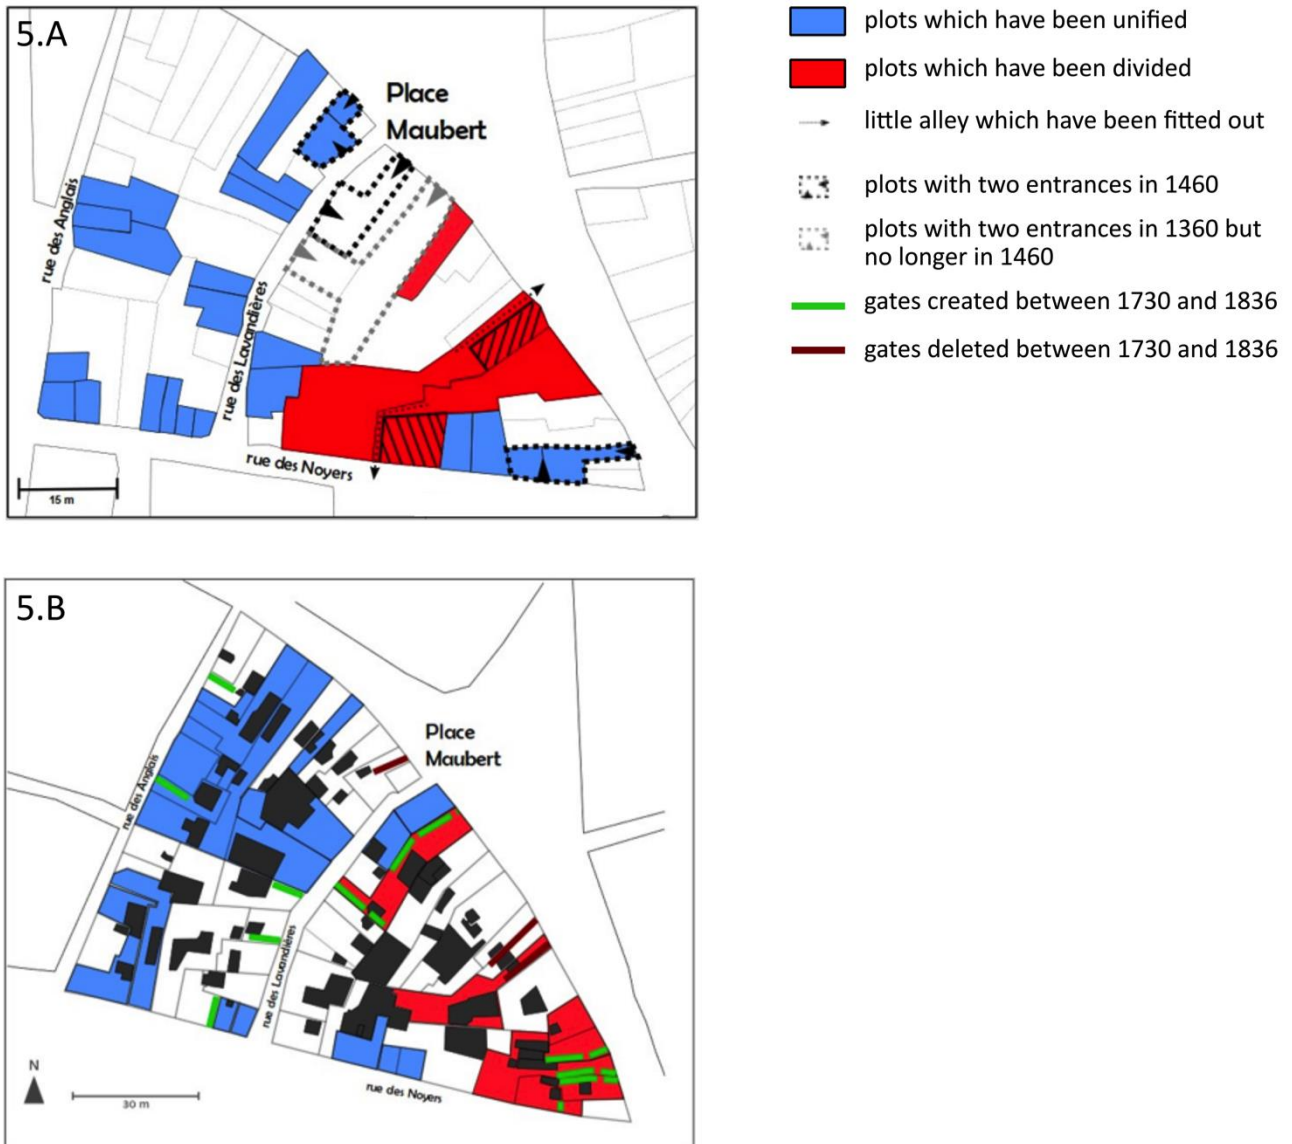 5.A
Place
Maubert
rue des Anglais
rue des Lavandières
rue des Noyers
15 m
plots which have been unified
plots which have been divided
little alley which have been fitted out
plots with two entrances in 1460
plots with two entrances in 1360 but
no longer in 1460
gates created between 1730 and 1836
gates deleted between 1730 and 1836
5.B
Place
Maubert
rue des Anglais
rue des Lavandières
rue des Noyers
N
30 m